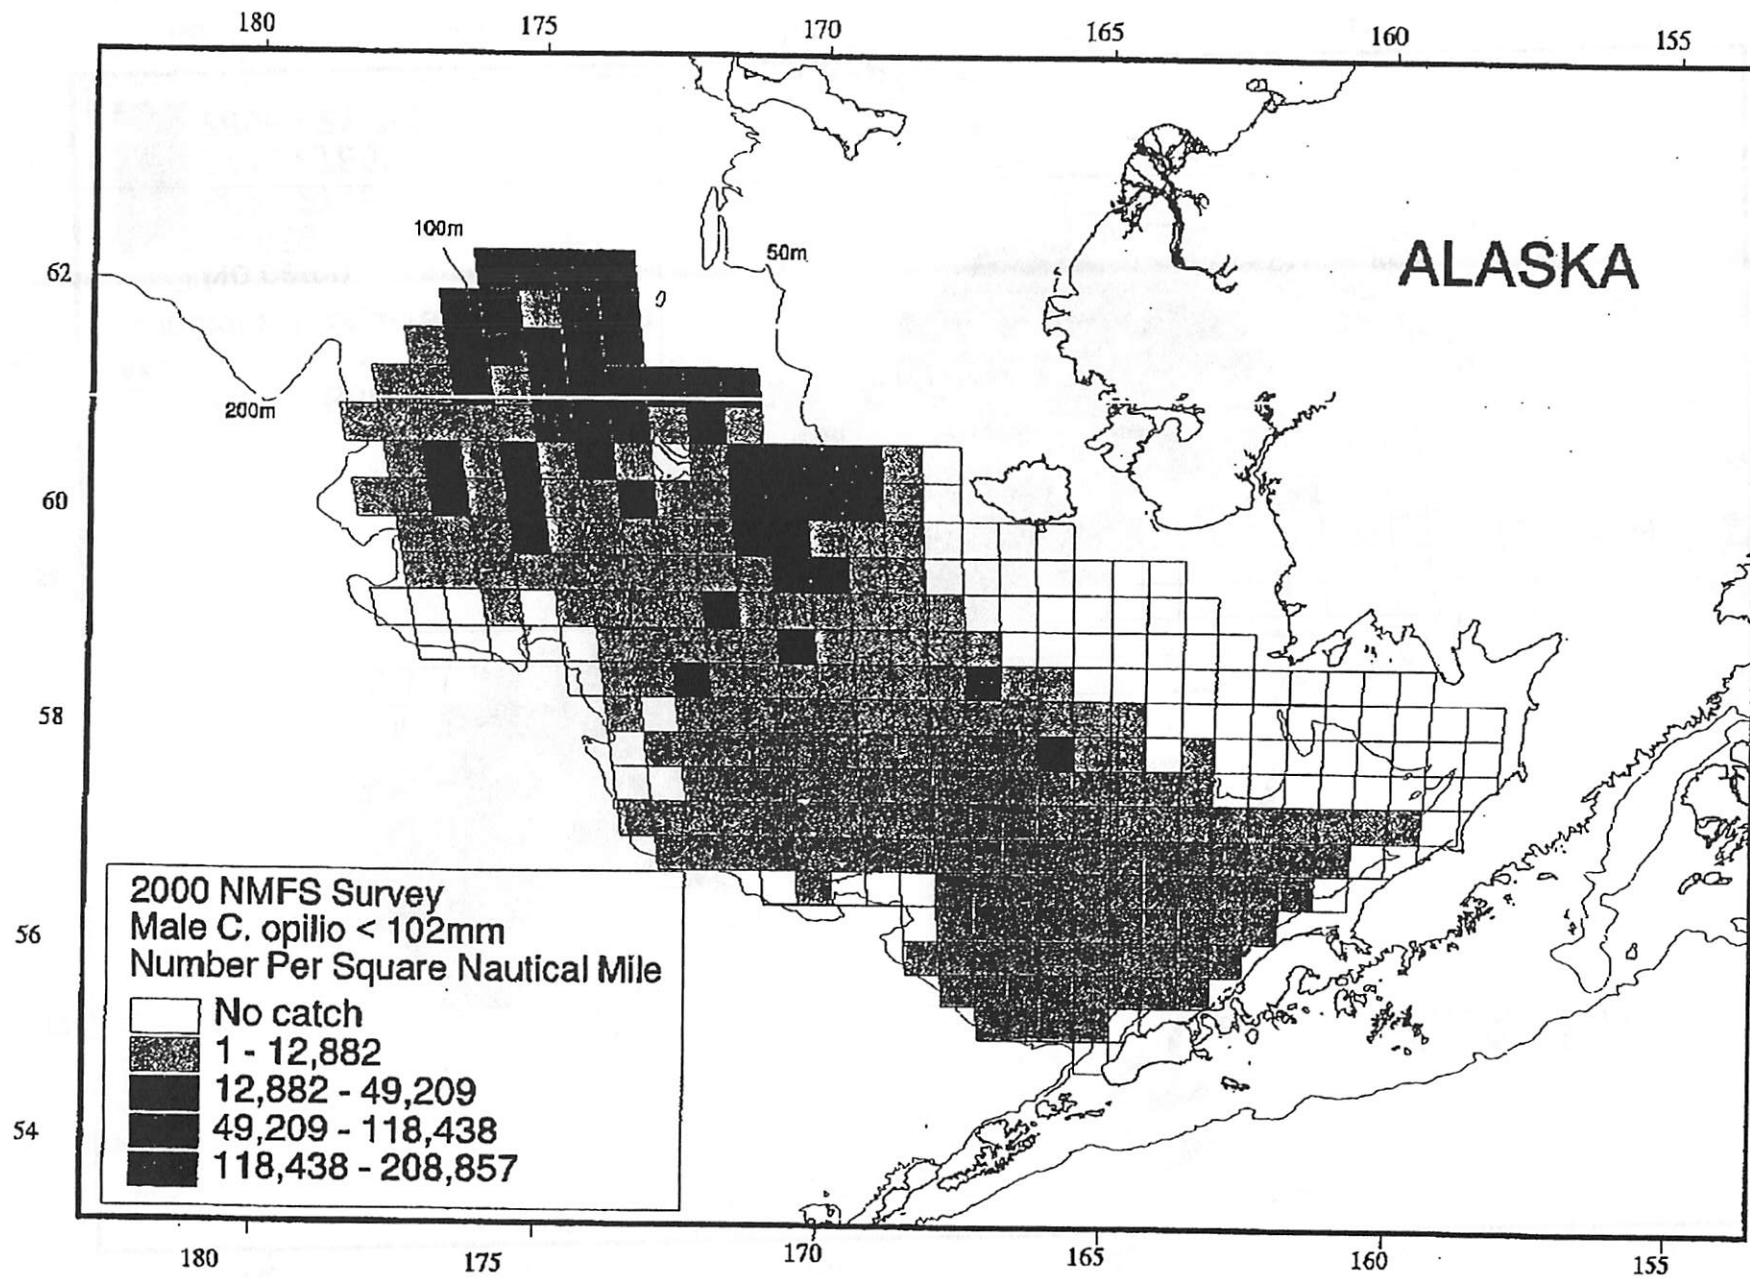 180 175 170 165 160 155
100m
50m
62
ALASKA
200m
60
58
2000 NMFS Survey
Male C. opilio < 102mm
Number Per Square Nautical Mile
No catch
1 - 12,882
12,882 - 49,209
49,209 - 118,438
118,438 - 208,857
56
54
180 175 170 165 160 155